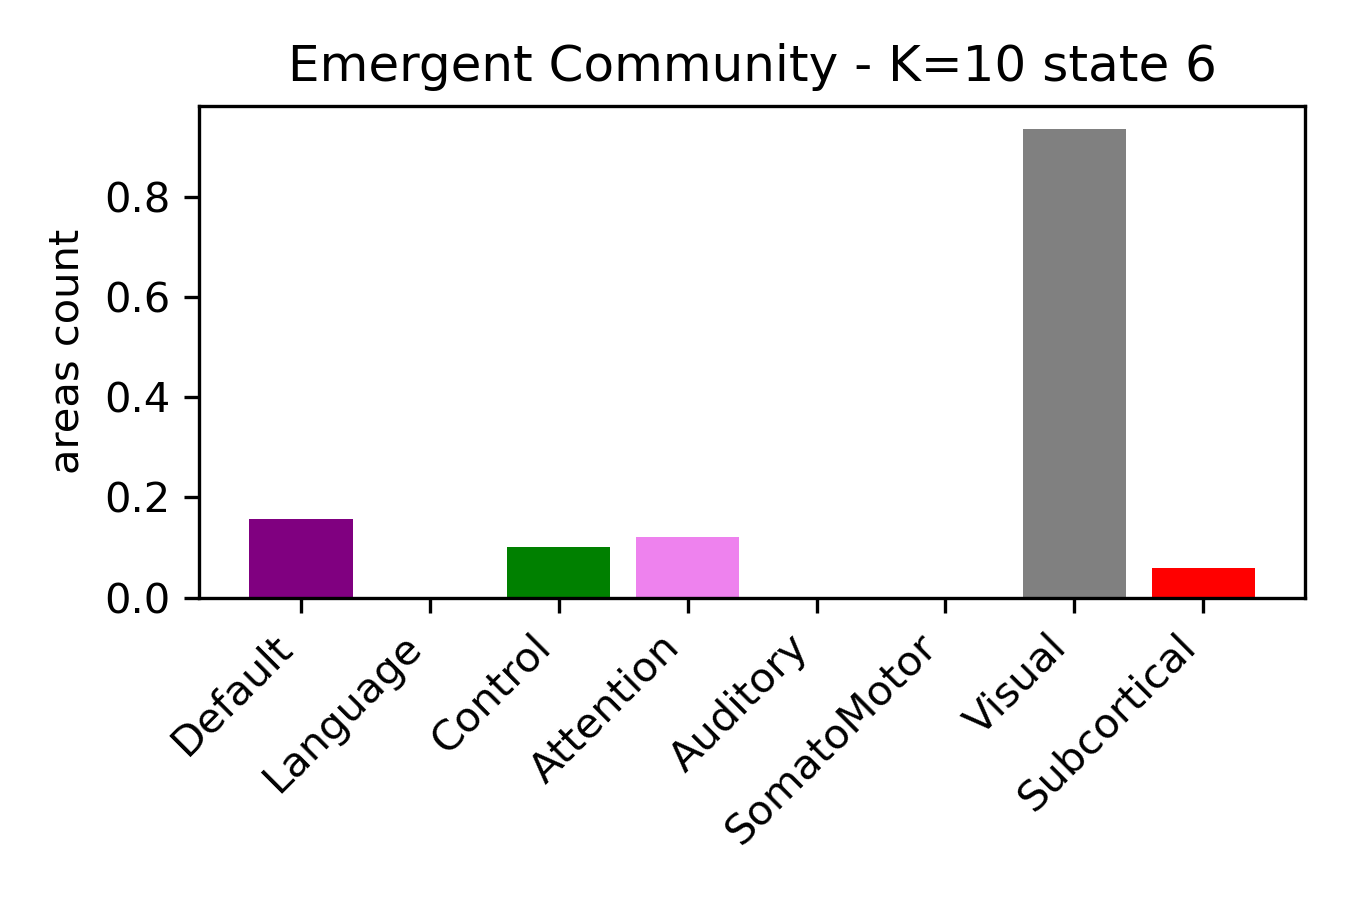 Emergent Community - K=10 state 6
areas count
0.8
0.6
0.4
0.2
0.0
Default
Language
Control
Attention
Auditory
SomatoMotor
Visual
Subcortical